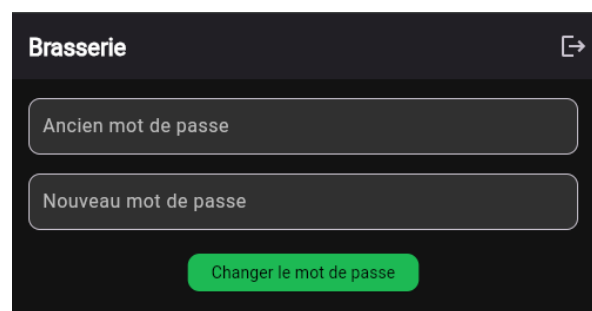 Brasserie
Ancien mot de passe
Nouveau mot de passe
Changer le mot de passe